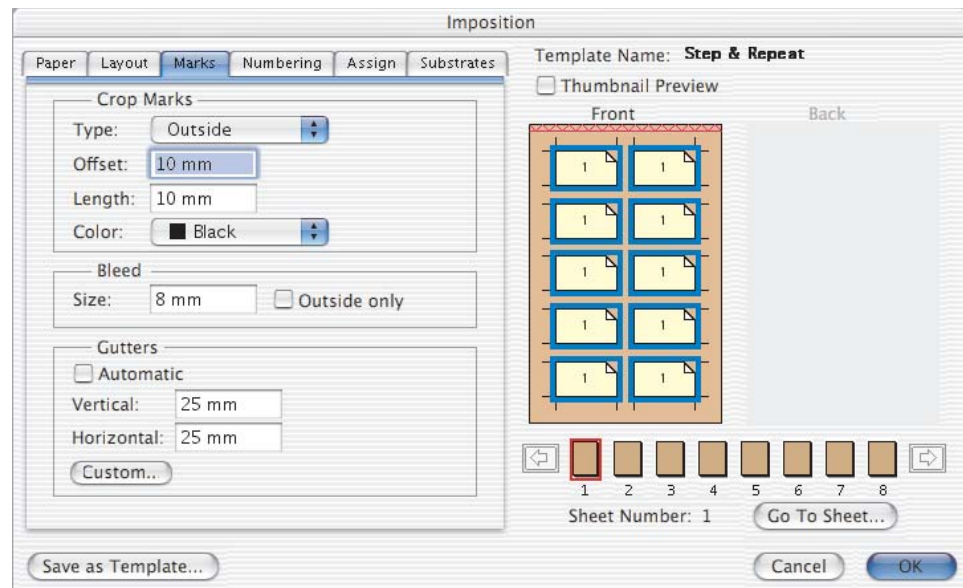 Imposition
Paper Layout Marks Numbering Assign Substrates
Crop Marks
Type: Outside
Offset: 10 mm
Length: 10 mm
Color: Black
Bleed
Size: 8 mm Outside only
Gutters
Automatic
Vertical: 25 mm
Horizontal: 25 mm
Custom...
Template Name: Step & Repeat
Thumbnail Preview
Front Back
1 1
1 1
1 1
1 1
1 1
1 2 3 4 5 6 7 8
Sheet Number: 1 Go To Sheet...
Save as Template... Cancel OK